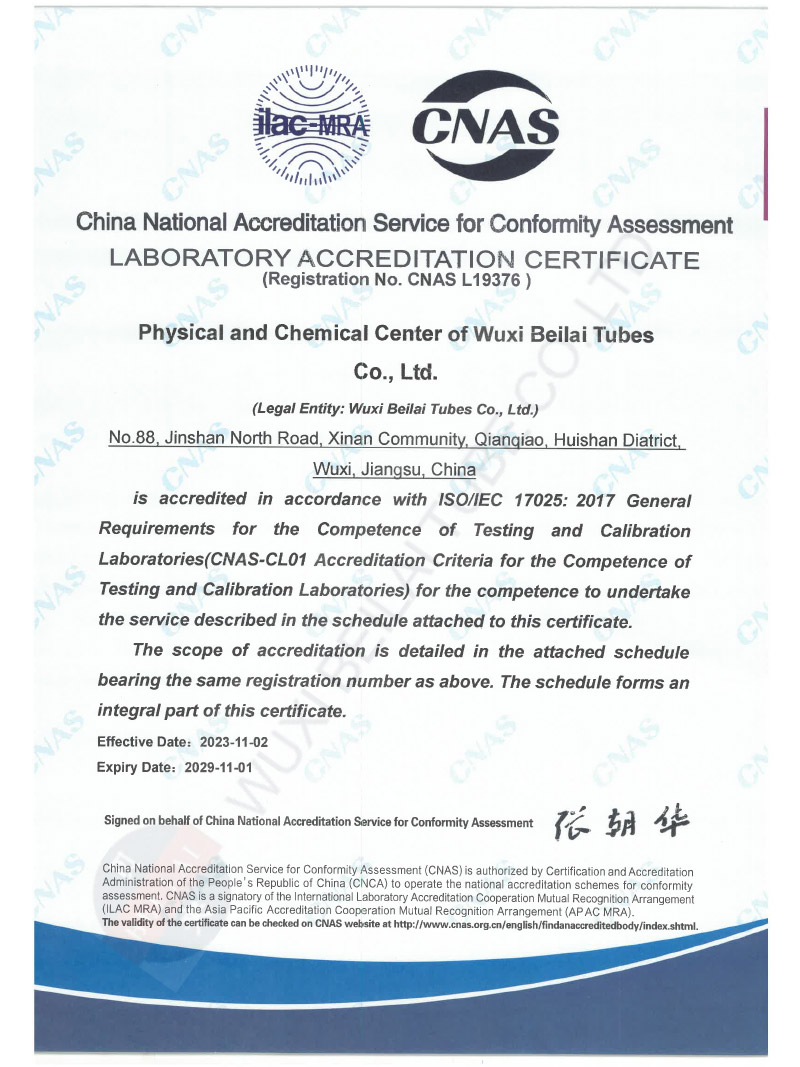 ilac-MRA
CNAS
China National Accreditation Service for Conformity Assessment
LABORATORY ACCREDITATION CERTIFICATE
(Registration No. CNAS L19376 )
Physical and Chemical Center of Wuxi Beilai Tubes
Co., Ltd.
(Legal Entity: Wuxi Beilai Tubes Co., Ltd.)
No.88, Jinshan North Road, Xinan Community, Qianqiao, Huishan Diatrict,
Wuxi, Jiangsu, China
is accredited in accordance with ISO/IEC 17025: 2017 General
Requirements for the Competence of Testing and Calibration
Laboratories(CNAS-CL01 Accreditation Criteria for the Competence of
Testing and Calibration Laboratories) for the competence to undertake
the service described in the schedule attached to this certificate.
The scope of accreditation is detailed in the attached schedule
bearing the same registration number as above. The schedule forms an
integral part of this certificate.
Effective Date: 2023-11-02
Expiry Date: 2029-11-01
Signed on behalf of China National Accreditation Service for Conformity Assessment 张朝华
China National Accreditation Service for Conformity Assessment (CNAS) is authorized by Certification and Accreditation
Administration of the People's Republic of China (CNCA) to operate the national accreditation schemes for conformity
assessment. CNAS is a signatory of the International Laboratory Accreditation Cooperation Mutual Recognition Arrangement
(ILAC MRA) and the Asia Pacific Accreditation Cooperation Mutual Recognition Arrangement (APAC MRA).
The validity of the certificate can be checked on CNAS website at http://www.cnas.org.cn/english/findanaccreditedbody/index.shtml.
WUXI BEILAI TUBE CO.,LTD